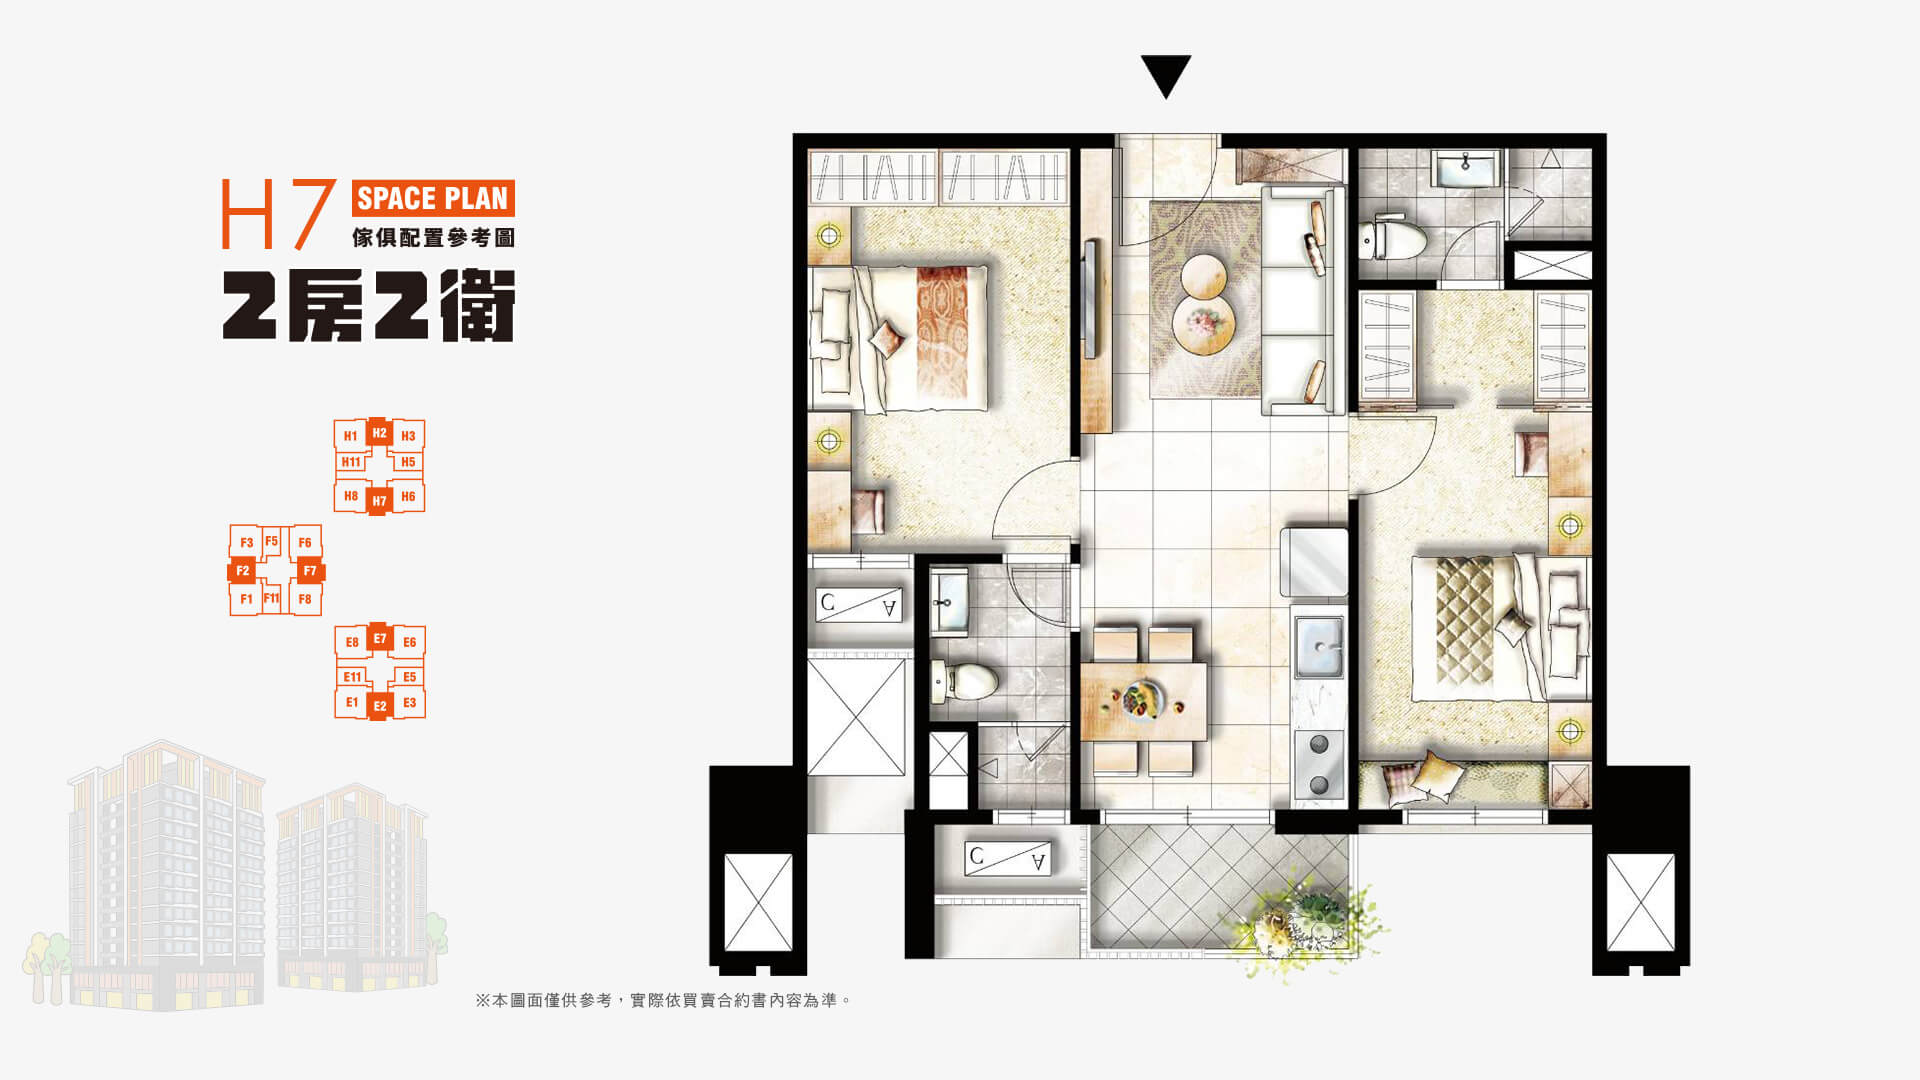 H7 SPACE PLAN
傢俱配置參考圖
2房2衛
H1 H2 H3
H11 H5
H8 H7 H6
F3 F5 F6
F2 F7
F1 F11 F8
E8 E7 E6
E11 E5
E1 E2 E3
C A
C A
※本圖面僅供參考，實際依買賣合約書內容為準。